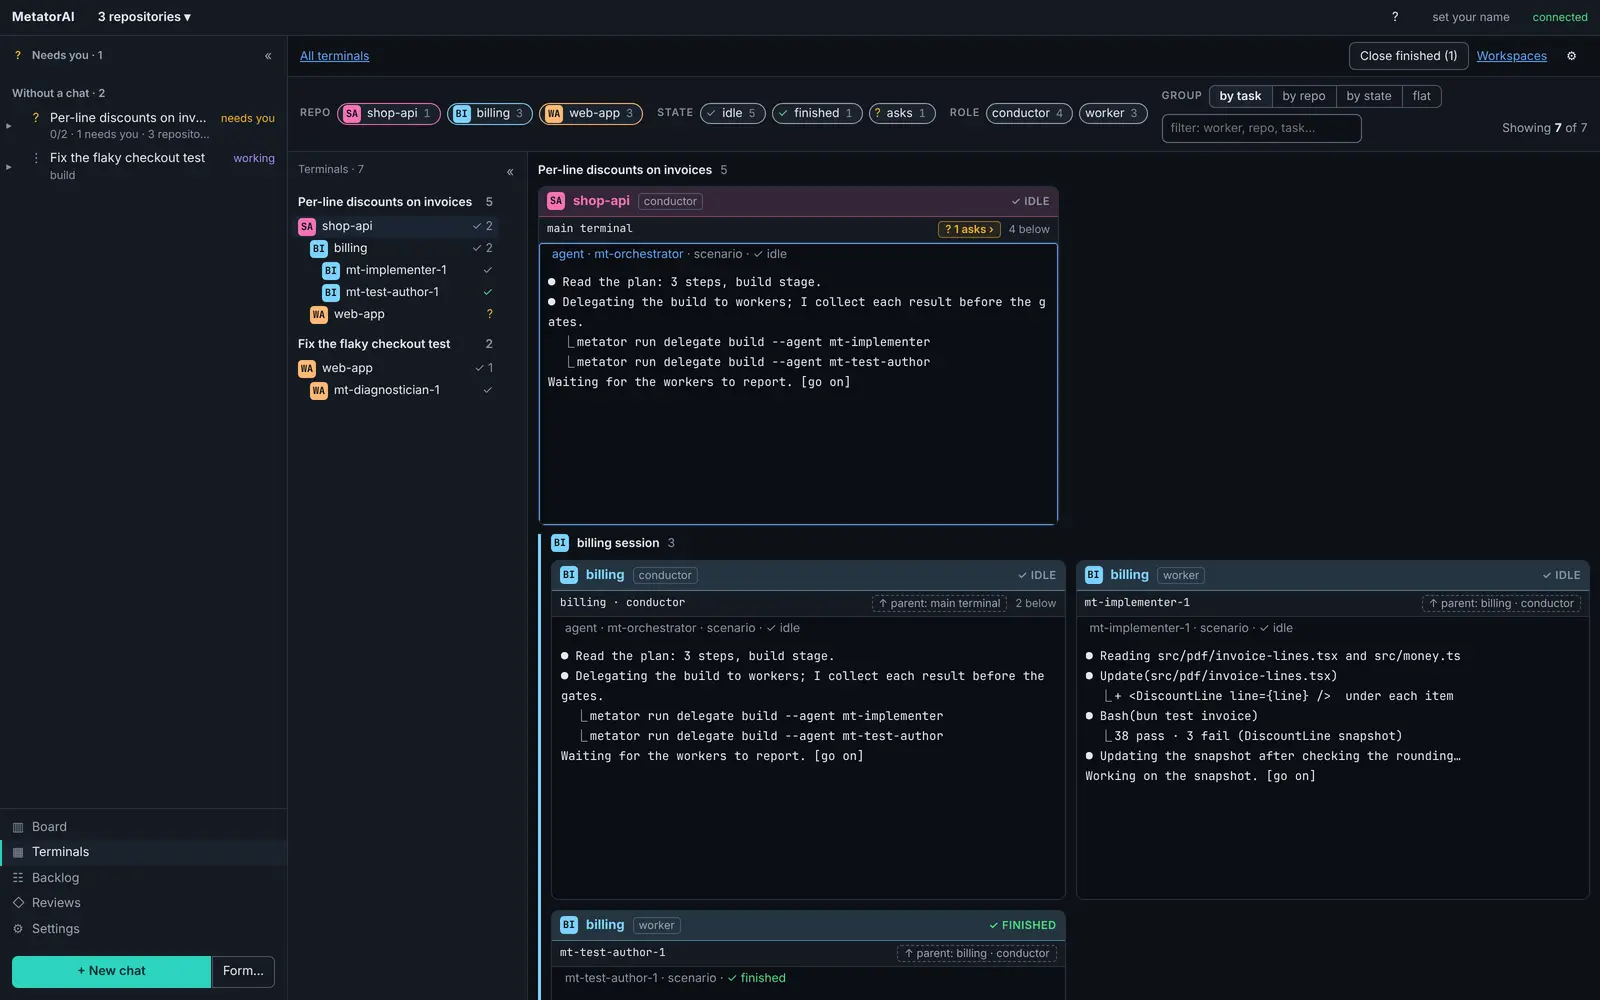 MetatorAI
3 repositories ▾
?
set your name
connected
? Needs you · 1
«
Without a chat · 2
▸ ? Per-line discounts on inv... needs you
0/2 · 1 needs you · 3 reposito...
▸ ⋮ Fix the flaky checkout test working
build
Board
Terminals
Backlog
Reviews
Settings
+ New chat
Form...
All terminals
Close finished (1)
Workspaces
REPO SA shop-api 1 BI billing 3 WA web-app 3
STATE ✓ idle 5 ✓ finished 1 ? asks 1
ROLE conductor 4 worker 3
GROUP by task by repo by state flat
filter: worker, repo, task...
Showing 7 of 7
Terminals · 7
«
Per-line discounts on invoices 5
SA shop-api ✓ 2
BI billing ✓ 2
BI mt-implementer-1 ✓
BI mt-test-author-1 ✓
WA web-app ?
Fix the flaky checkout test 2
WA web-app ✓ 1
WA mt-diagnostician-1 ✓
Per-line discounts on invoices 5
SA shop-api conductor ✓ IDLE
main terminal ? 1 asks › 4 below
agent · mt-orchestrator · scenario · ✓ idle
● Read the plan: 3 steps, build stage.
● Delegating the build to workers; I collect each result before the g
ates.
⎿ metator run delegate build --agent mt-implementer
⎿ metator run delegate build --agent mt-test-author
Waiting for the workers to report. [go on]
BI billing session 3
BI billing conductor ✓ IDLE
billing · conductor ↑ parent: main terminal 2 below
agent · mt-orchestrator · scenario · ✓ idle
● Read the plan: 3 steps, build stage.
● Delegating the build to workers; I collect each result before the
gates.
⎿ metator run delegate build --agent mt-implementer
⎿ metator run delegate build --agent mt-test-author
Waiting for the workers to report. [go on]
BI billing worker ✓ IDLE
mt-implementer-1 ↑ parent: billing · conductor
mt-implementer-1 · scenario · ✓ idle
● Reading src/pdf/invoice-lines.tsx and src/money.ts
● Update(src/pdf/invoice-lines.tsx)
⎿ + <DiscountLine line={line} /> under each item
● Bash(bun test invoice)
⎿ 38 pass · 3 fail (DiscountLine snapshot)
● Updating the snapshot after checking the rounding…
Working on the snapshot. [go on]
BI billing worker ✓ FINISHED
mt-test-author-1 ↑ parent: billing · conductor
mt-test-author-1 · scenario · ✓ finished